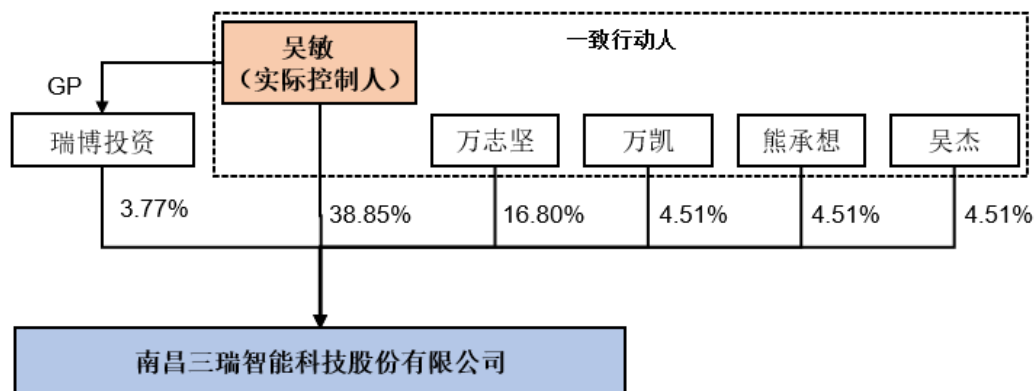 吴敏
（实际控制人）
一致行动人
GP
瑞博投资
万志坚
万凯
熊承想
吴杰
3.77%
38.85%
16.80%
4.51%
4.51%
4.51%
南昌三瑞智能科技股份有限公司